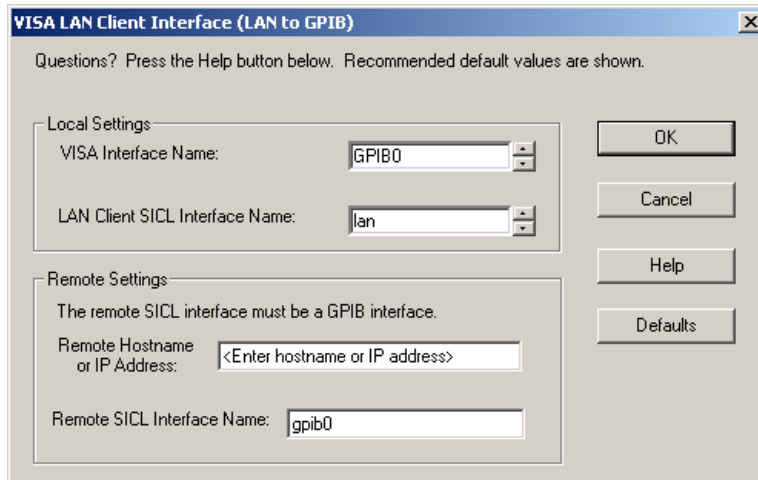 VISA LAN Client Interface (LAN to GPIB)
Questions? Press the Help button below. Recommended default values are shown.
Local Settings
VISA Interface Name:
GPIB0
LAN Client SICL Interface Name:
lan
OK
Cancel
Help
Defaults
Remote Settings
The remote SICL interface must be a GPIB interface.
Remote Hostname
or IP Address:
<Enter hostname or IP address>
Remote SICL Interface Name:
gpib0